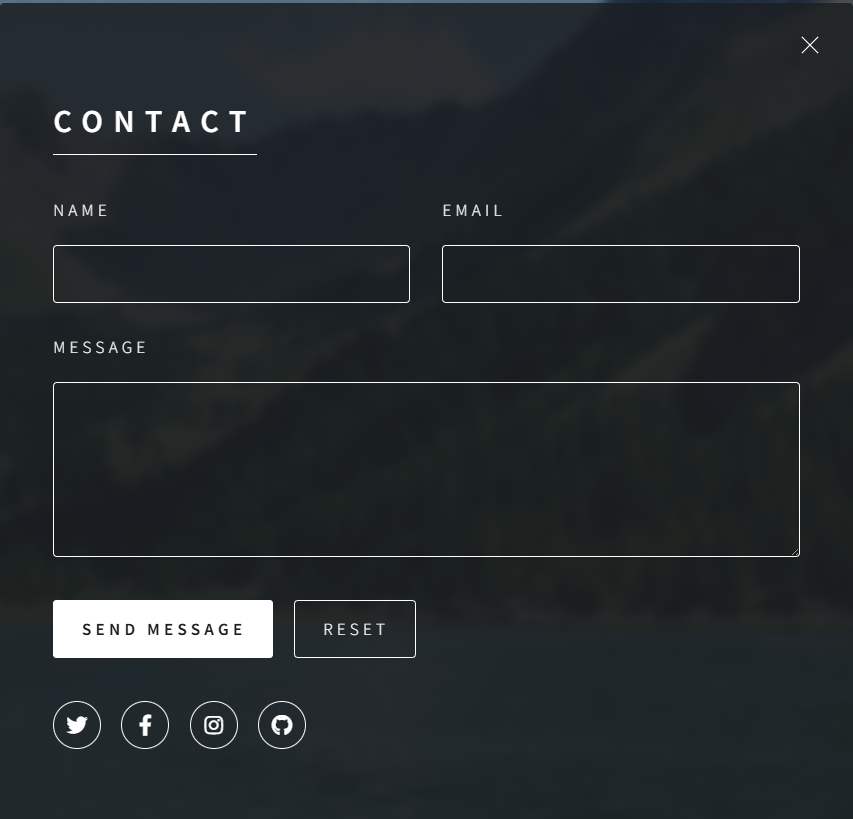 CONTACT
NAME
EMAIL
MESSAGE
SEND MESSAGE
RESET